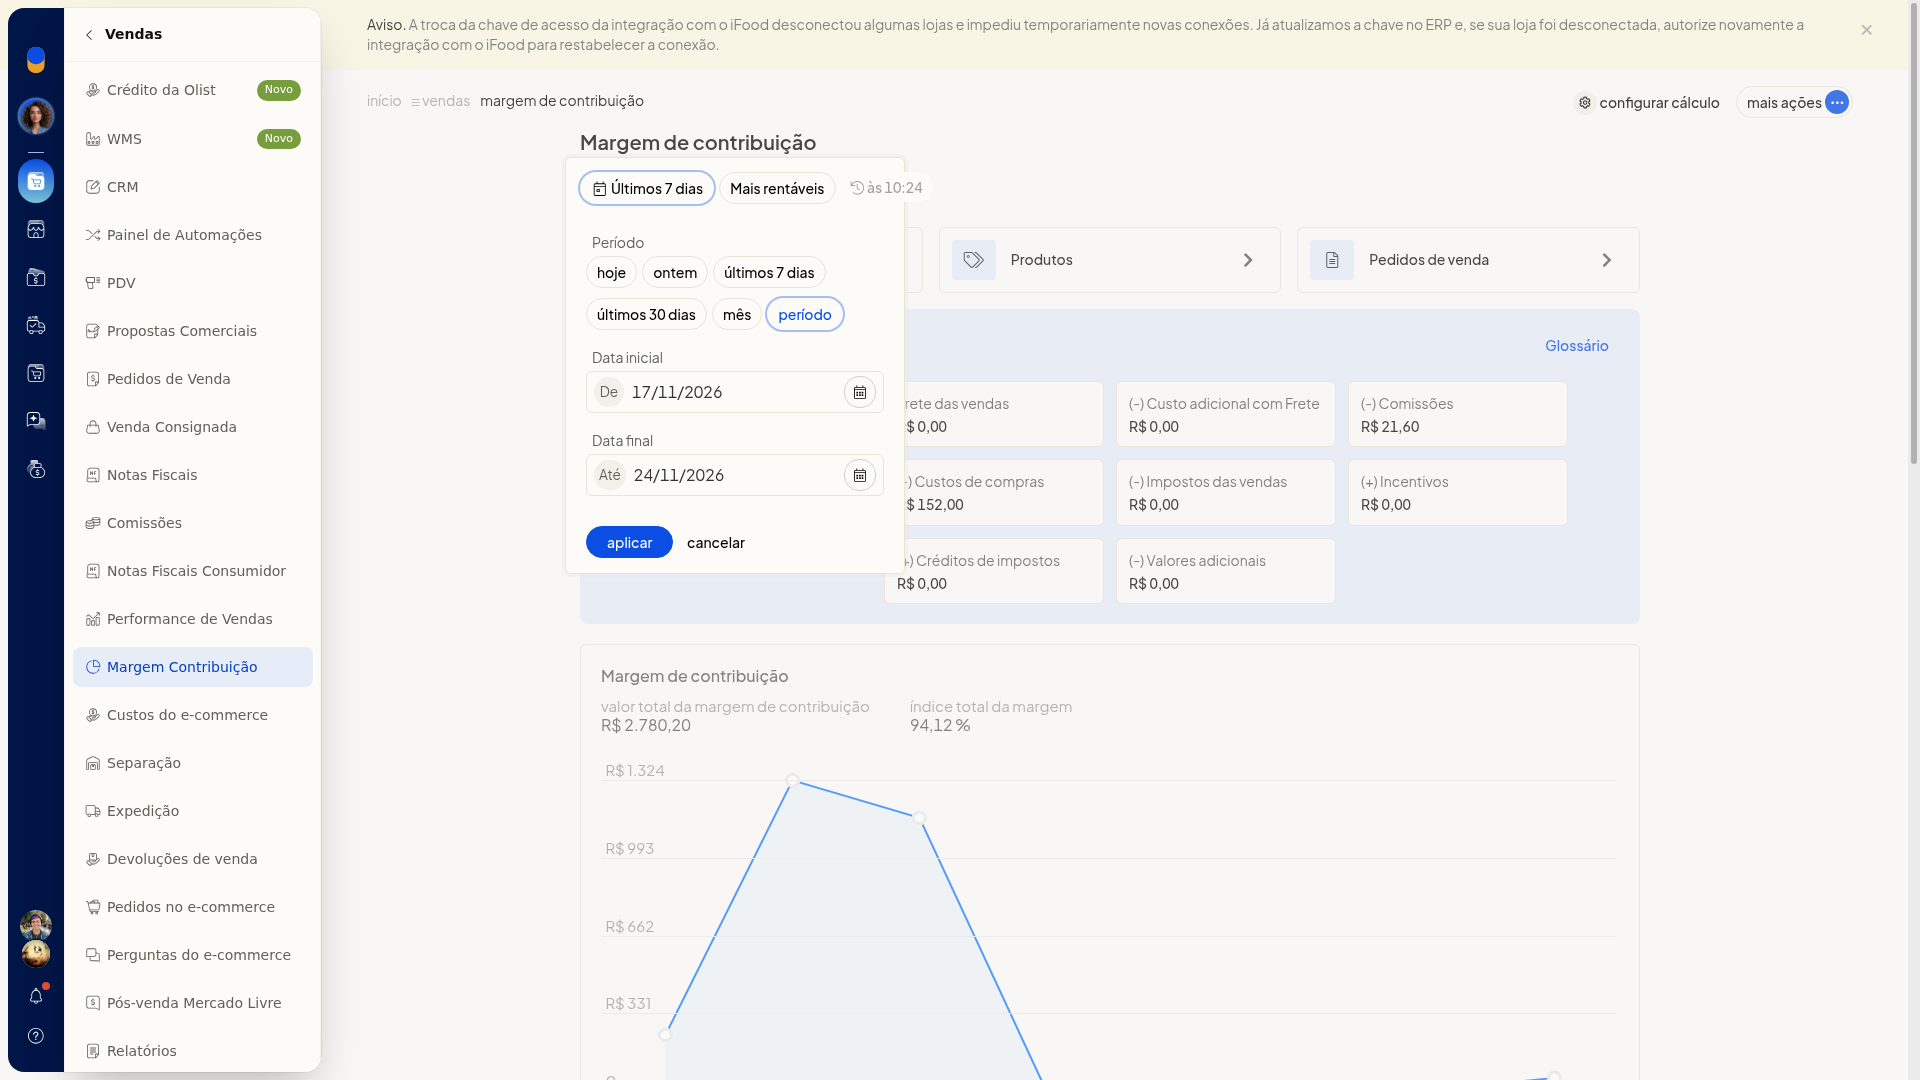 Vendas
Crédito da Olist
Novo
WMS
Novo
CRM
Painel de Automações
PDV
Propostas Comerciais
Pedidos de Venda
Venda Consignada
Notas Fiscais
Comissões
Notas Fiscais Consumidor
Performance de Vendas
Margem Contribuição
Custos do e-commerce
Separação
Expedição
Devoluções de venda
Pedidos no e-commerce
Perguntas do e-commerce
Pós-venda Mercado Livre
Relatórios
Aviso. A troca da chave de acesso da integração com o iFood desconectou algumas lojas e impediu temporariamente novas conexões. Já atualizamos a chave no ERP e, se sua loja foi desconectada, autorize novamente a
integração com o iFood para restabelecer a conexão.
início vendas margem de contribuição
configurar cálculo
mais ações
Margem de contribuição
Últimos 7 dias
Mais rentáveis
às 10:24
Período
hoje
ontem
últimos 7 dias
últimos 30 dias
mês
período
Data inicial
De 17/11/2026
Data final
Até 24/11/2026
aplicar
cancelar
Produtos
Pedidos de venda
Glossário
rete das vendas
$ 0,00
(-) Custo adicional com Frete
R$ 0,00
(-) Comissões
R$ 21,60
) Custos de compras
$ 152,00
(-) Impostos das vendas
R$ 0,00
(+) Incentivos
R$ 0,00
) Créditos de impostos
R$ 0,00
(-) Valores adicionais
R$ 0,00
Margem de contribuição
valor total da margem de contribuição
R$ 2.780,20
índice total da margem
94,12 %
R$ 1.324
R$ 993
R$ 662
R$ 331